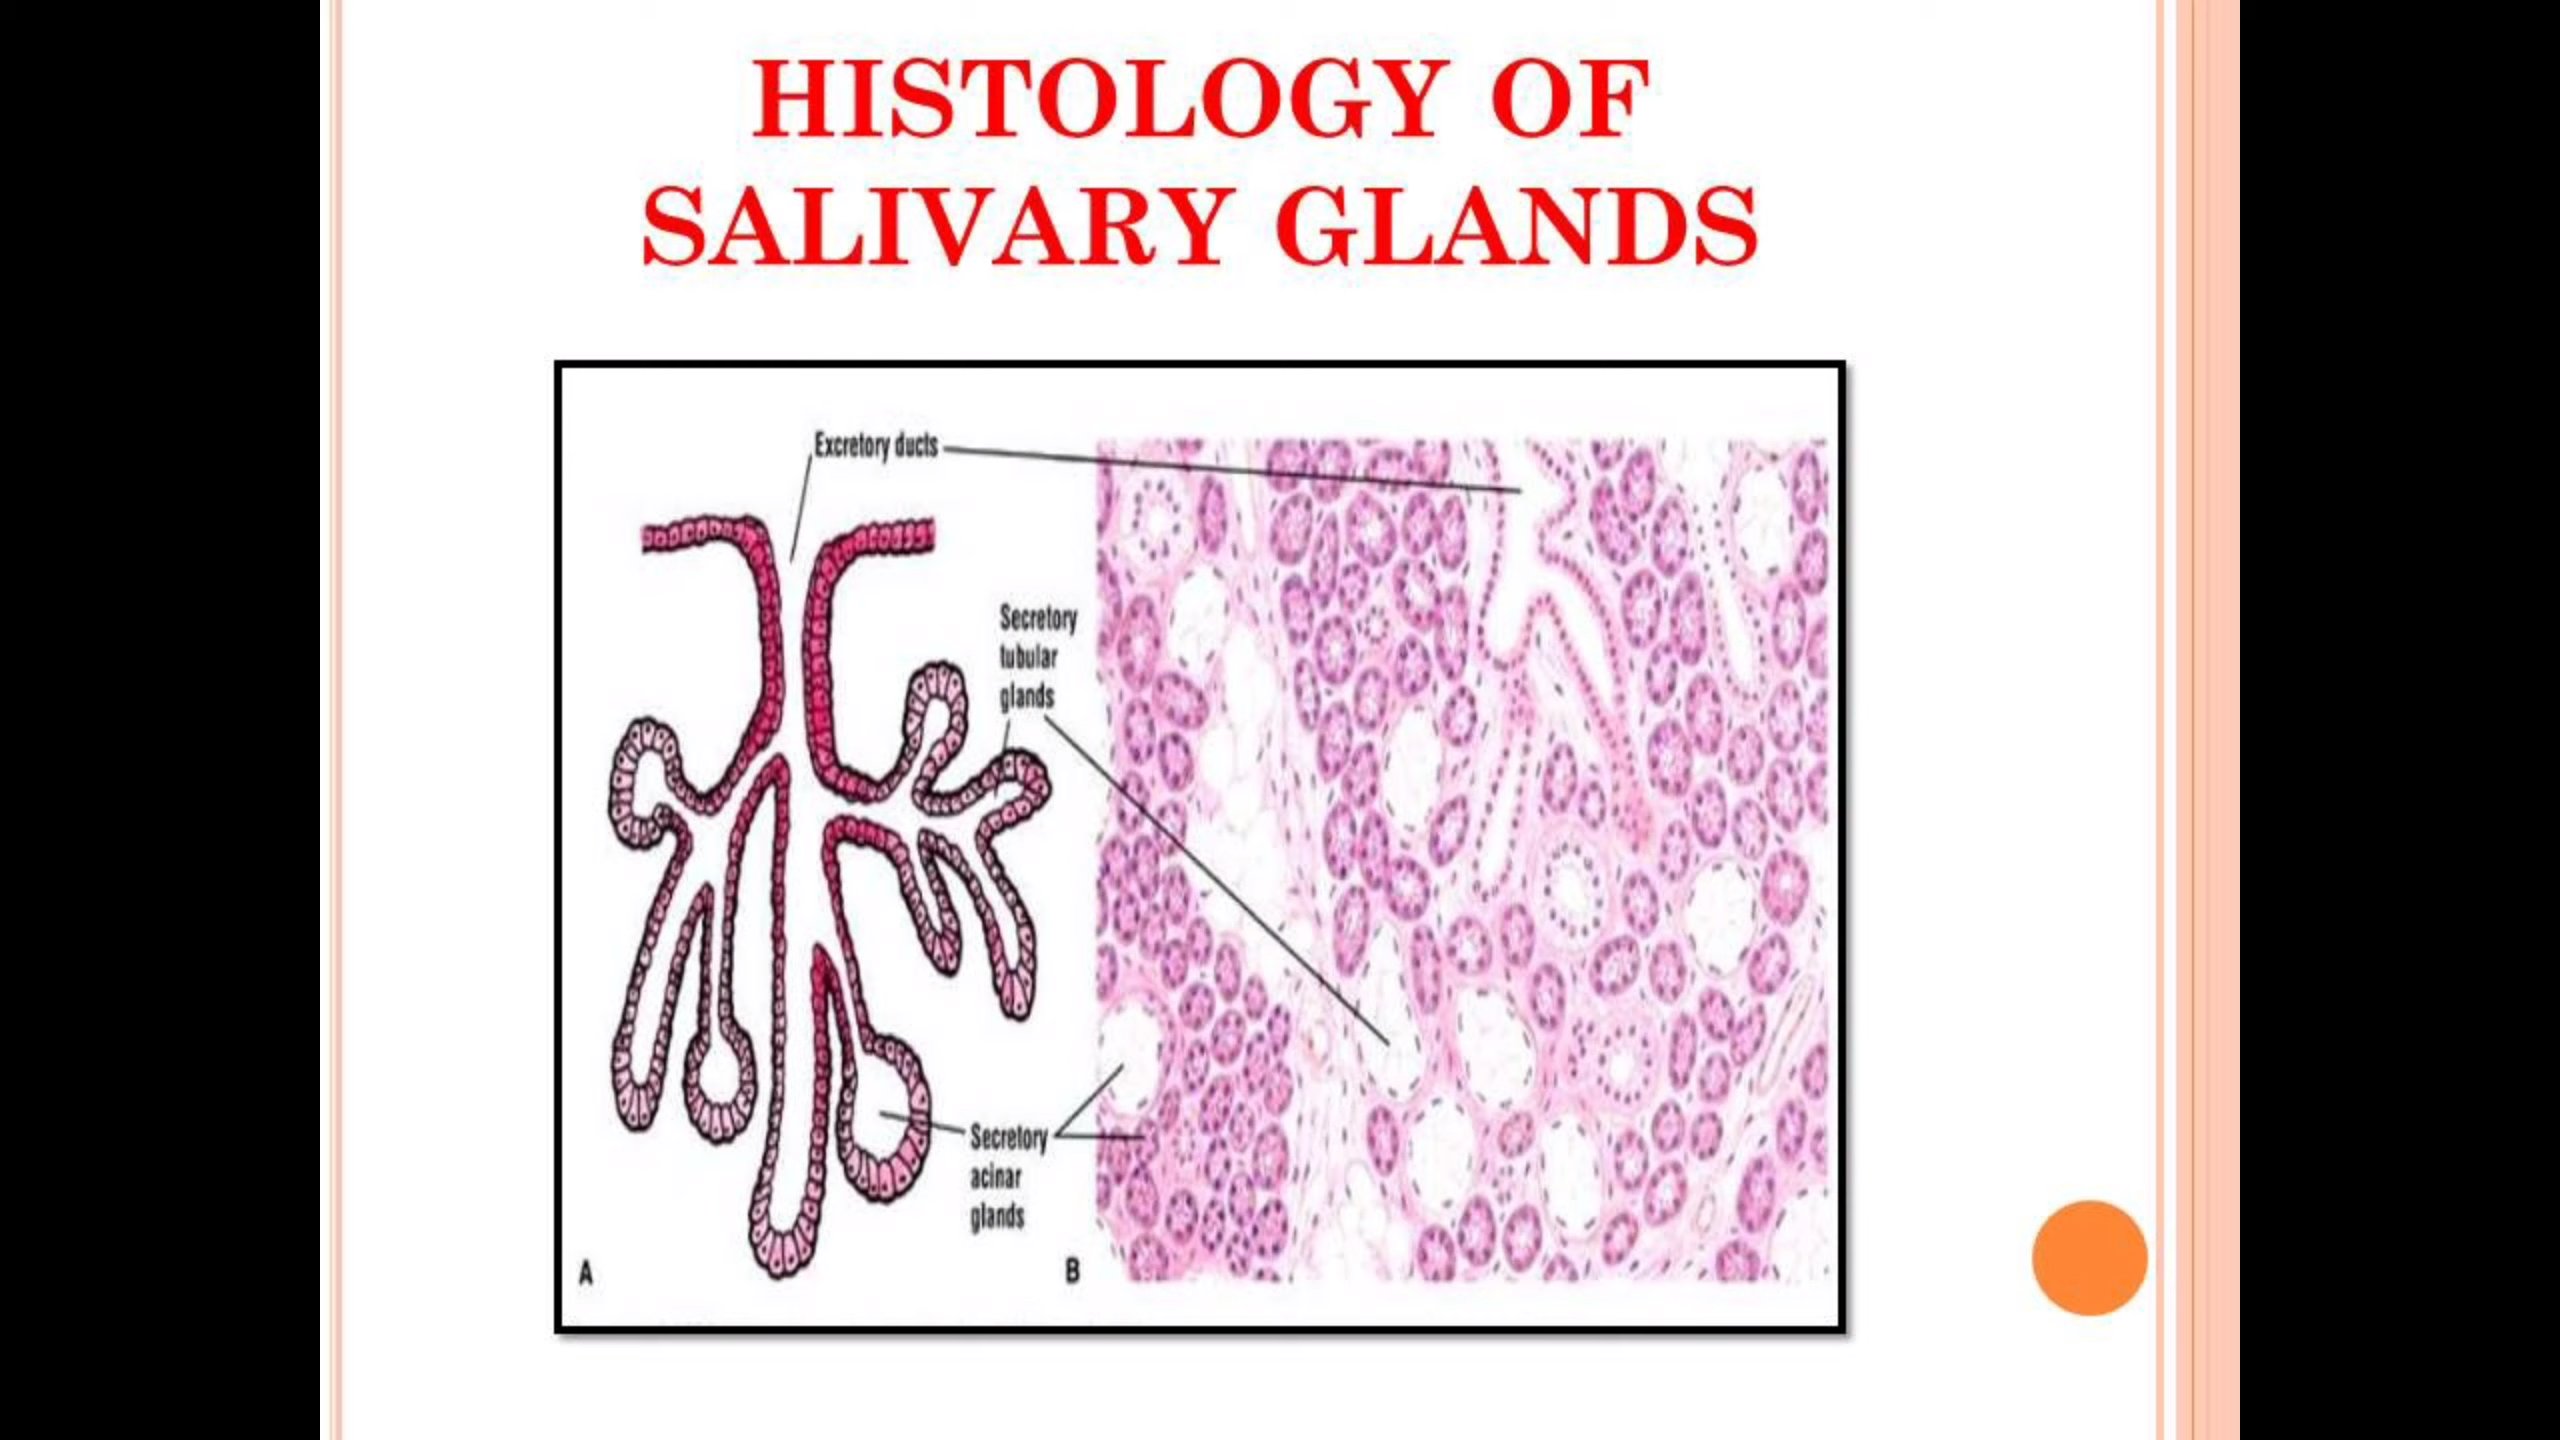 HISTOLOGY OF
SALIVARY GLANDS
Excretory ducts
Secretory
tubular
glands
Secretory
acinar
glands
A
B